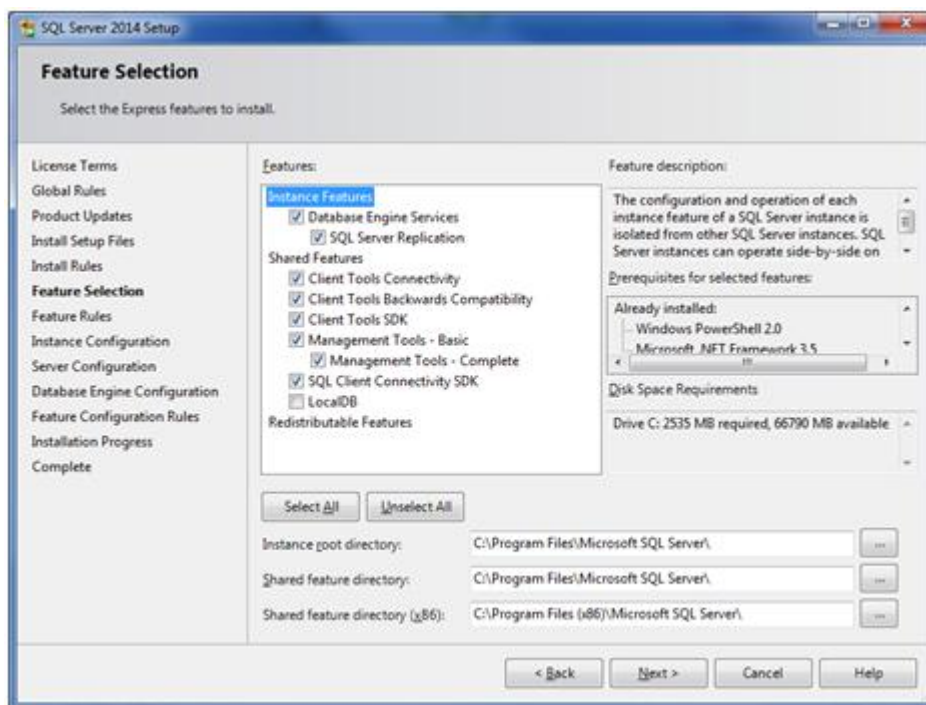 SQL Server 2014 Setup
Feature Selection
Select the Express features to install.
License Terms
Global Rules
Product Updates
Install Setup Files
Install Rules
Feature Selection
Feature Rules
Instance Configuration
Server Configuration
Database Engine Configuration
Feature Configuration Rules
Installation Progress
Complete
Features:
Instance Features
Database Engine Services
SQL Server Replication
Shared Features
Client Tools Connectivity
Client Tools Backwards Compatibility
Client Tools SDK
Management Tools - Basic
Management Tools - Complete
SQL Client Connectivity SDK
LocalDB
Redistributable Features
Feature description:
The configuration and operation of each
instance feature of a SQL Server instance is
isolated from other SQL Server instances. SQL
Server instances can operate side-by-side on
Prerequisites for selected features:
Already installed:
Windows PowerShell 2.0
Microsoft .NET Framework 3.5
Disk Space Requirements
Drive C: 2535 MB required, 66790 MB available
Select All
Unselect All
Instance root directory:
C:\Program Files\Microsoft SQL Server\
...
Shared feature directory:
C:\Program Files\Microsoft SQL Server\
...
Shared feature directory (x86):
C:\Program Files (x86)\Microsoft SQL Server\
...
< Back
Next >
Cancel
Help